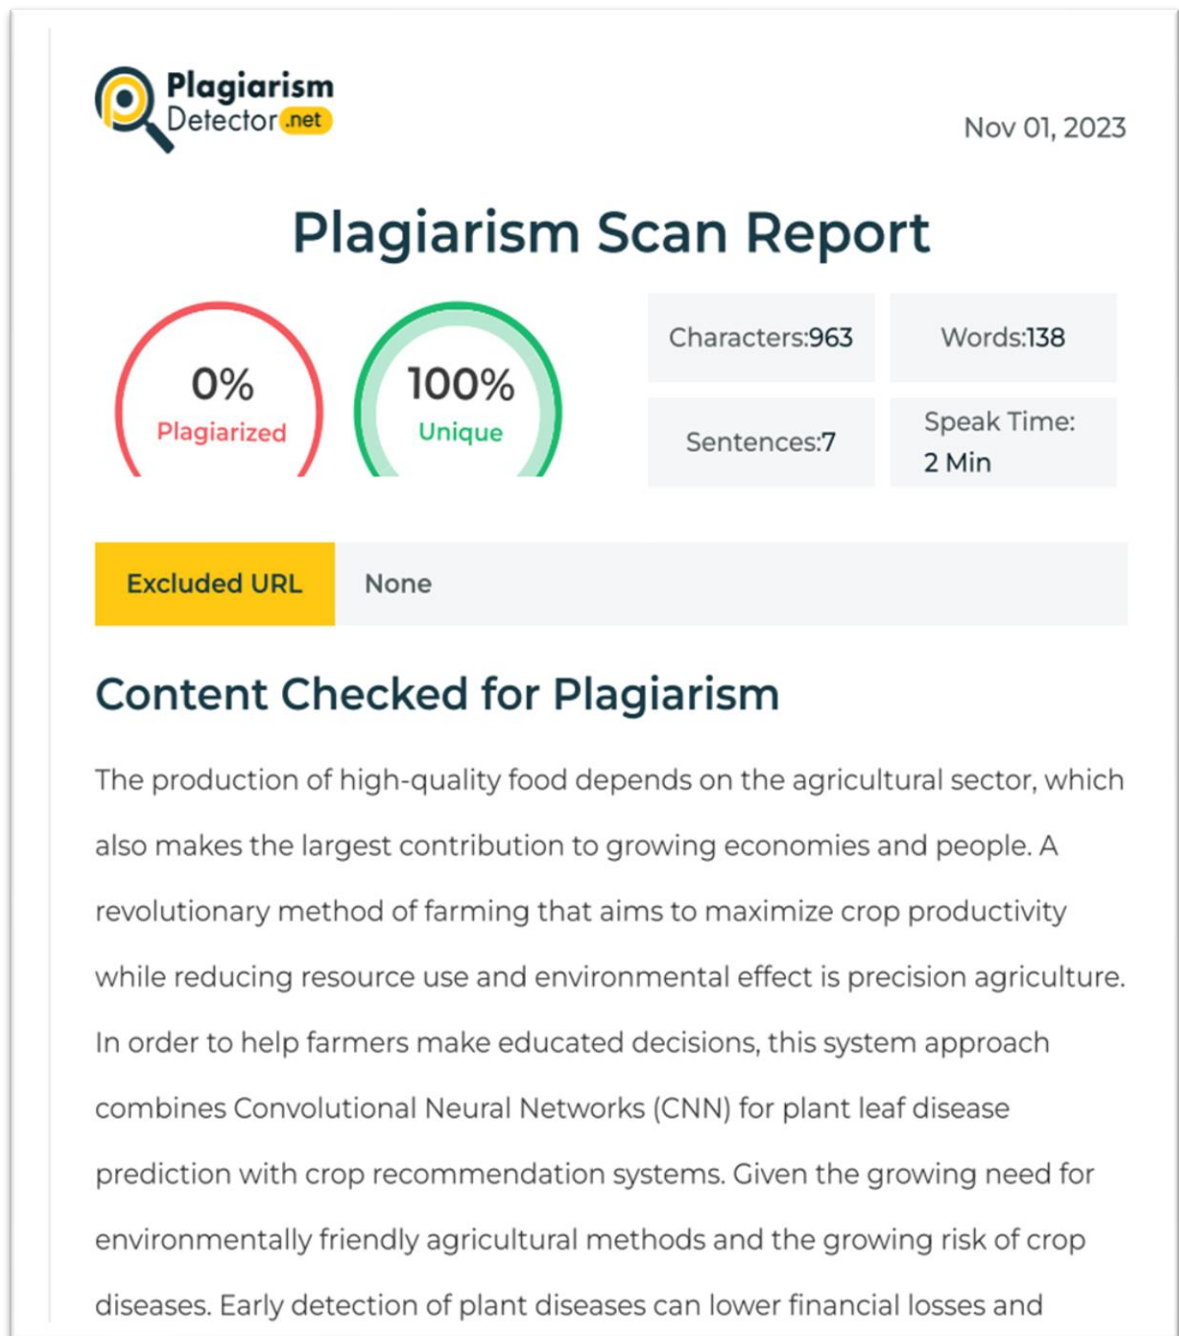 Plagiarism
Detector .net
Nov 01, 2023
Plagiarism Scan Report
0%
Plagiarized
100%
Unique
Characters:963
Words:138
Sentences:7
Speak Time:
2 Min
Excluded URL
None
Content Checked for Plagiarism
The production of high-quality food depends on the agricultural sector, which
also makes the largest contribution to growing economies and people. A
revolutionary method of farming that aims to maximize crop productivity
while reducing resource use and environmental effect is precision agriculture.
In order to help farmers make educated decisions, this system approach
combines Convolutional Neural Networks (CNN) for plant leaf disease
prediction with crop recommendation systems. Given the growing need for
environmentally friendly agricultural methods and the growing risk of crop
diseases. Early detection of plant diseases can lower financial losses and